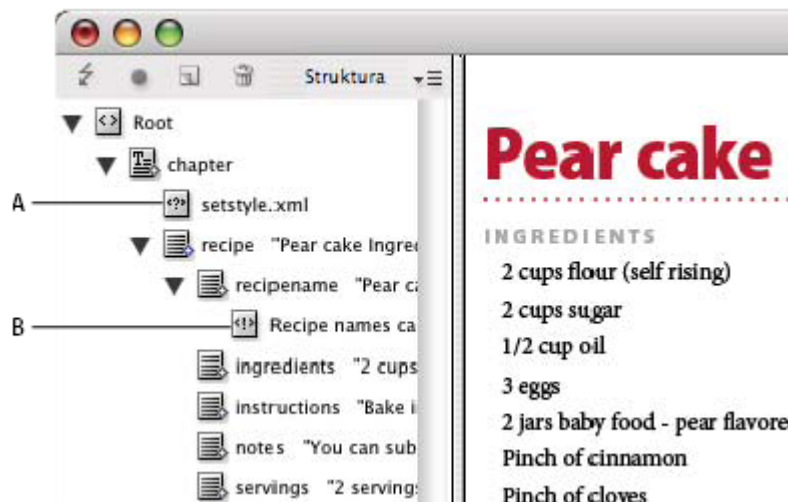 Struktura
Root
chapter
A
setstyle.:xml
recipe "Pear cake Ingre
recipename "Pear c
B
Recipe names ca
ingredients "2 cups
instructions "Bake i
notes "You can sub
servings "2 serving
Pear cake
INGREDIENTS
2 cups flour (self rising)
2 cups sugar
1/2 cup oil
3 eggs
2 jars baby food - pear flavore
Pinch of cinnamon
Pinch of cloves